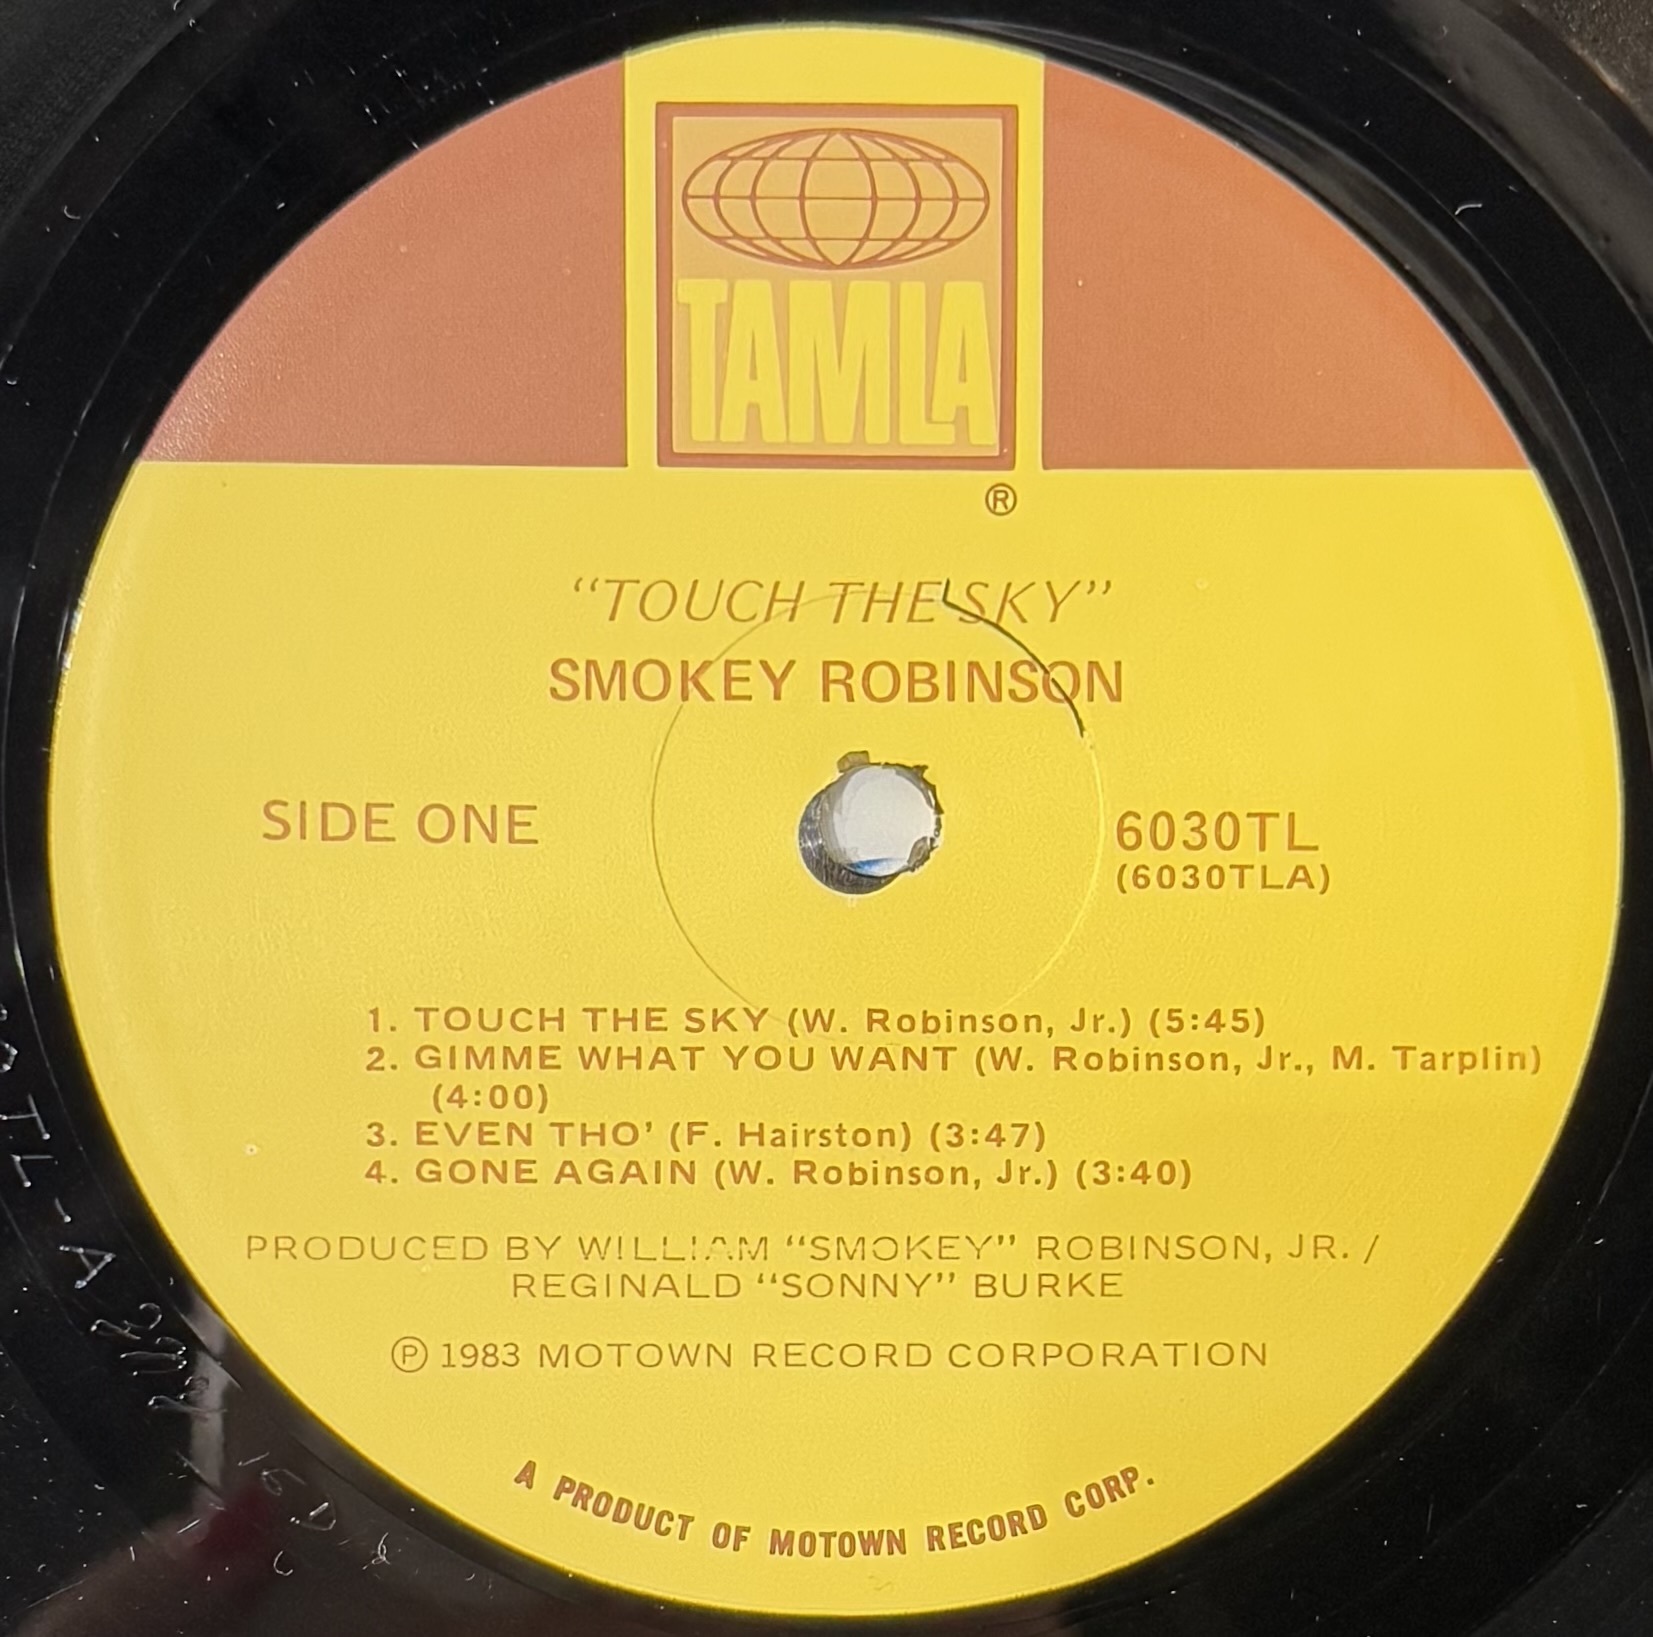 TAMLA
®
“TOUCH THE SKY”
SMOKEY ROBINSON
SIDE ONE
6030TL
(6030TLA)
1. TOUCH THE SKY (W. Robinson, Jr.) (5:45)
2. GIMME WHAT YOU WANT (W. Robinson, Jr., M. Tarplin)
(4:00)
3. EVEN THO’ (F. Hairston) (3:47)
4. GONE AGAIN (W. Robinson, Jr.) (3:40)
PRODUCED BY WILLIAM “SMOKEY” ROBINSON, JR. /
REGINALD “SONNY” BURKE
℗ 1983 MOTOWN RECORD CORPORATION
A PRODUCT OF MOTOWN RECORD CORP.